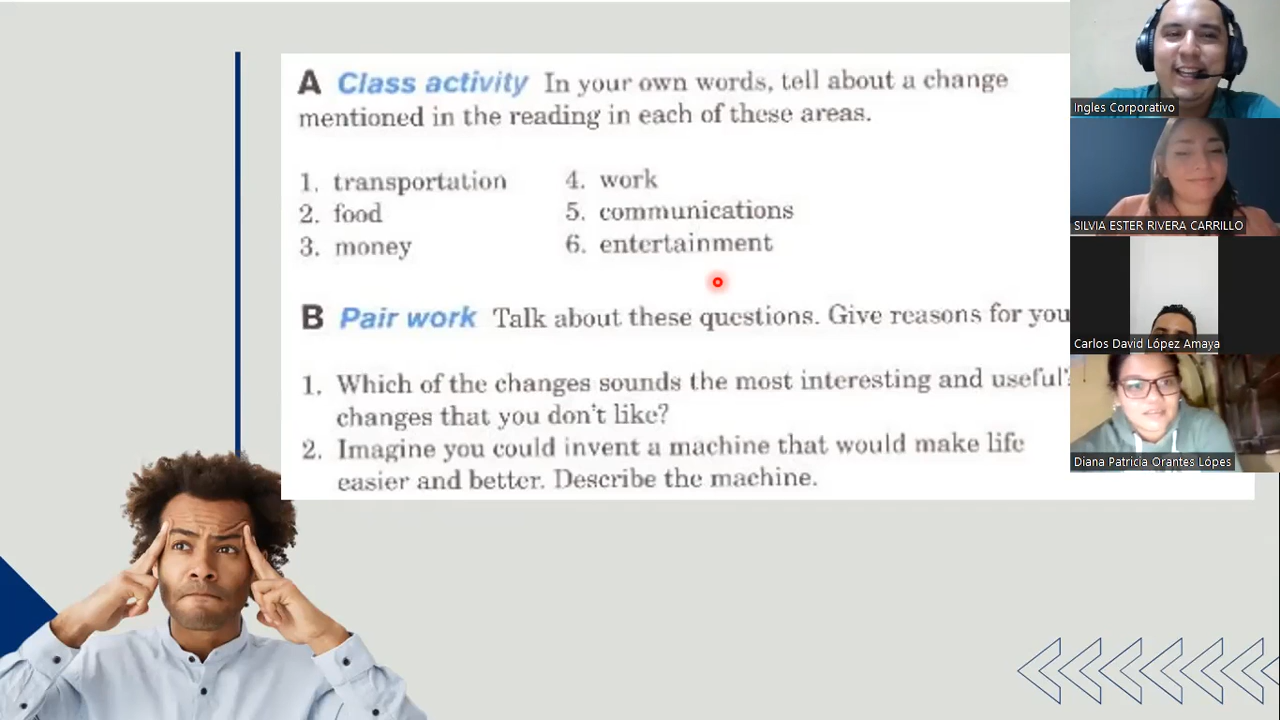 A Class activity In your own words, tell about a change
mentioned in the reading in each of these areas.
1. transportation
2. food
3. money
4. work
5. communications
6. entertainment
B Pair work Talk about these questions. Give reasons for you
1. Which of the changes sounds the most interesting and useful
changes that you don't like?
2. Imagine you could invent a machine that would make life
easier and better. Describe the machine.
Ingles Corporativo
SILVIA ESTER RIVERA CARRILLO
Carlos David López Amaya
Diana Patricia Orantes Lópes